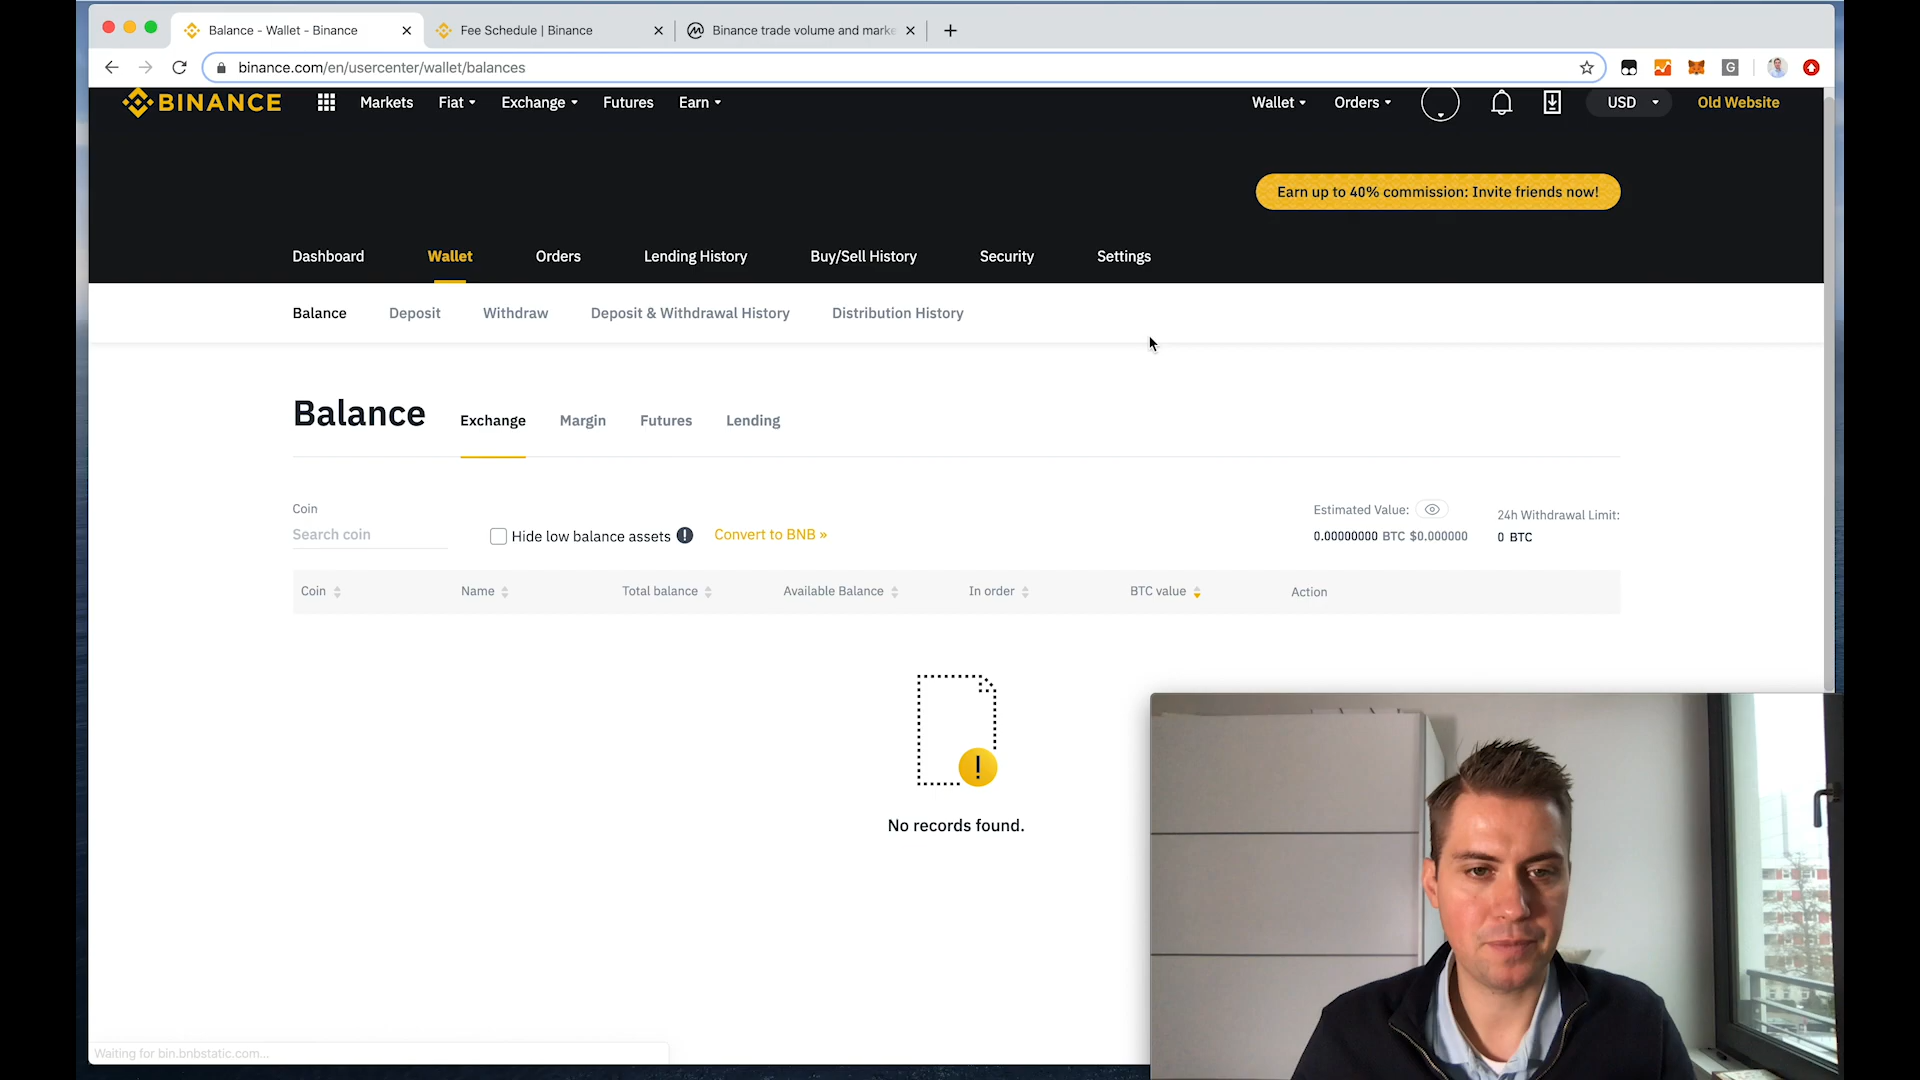 Balance - Wallet - Binance
Fee Schedule | Binance
Binance trade volume and marke
binance.com/en/usercenter/wallet/balances
G
BINANCE
Markets
Fiat
Exchange
Futures
Earn
Wallet
Orders
USD
Old Website
Earn up to 40% commission: Invite friends now!
Dashboard
Wallet
Orders
Lending History
Buy/Sell History
Security
Settings
Balance
Deposit
Withdraw
Deposit & Withdrawal History
Distribution History
Balance
Exchange
Margin
Futures
Lending
Coin
Search coin
Hide low balance assets
Convert to BNB »
Estimated Value:
0.00000000 BTC $0.000000
24h Withdrawal Limit:
0 BTC
Coin
Name
Total balance
Available Balance
In order
BTC value
Action
No records found.
Waiting for bin.bnbstatic.com...